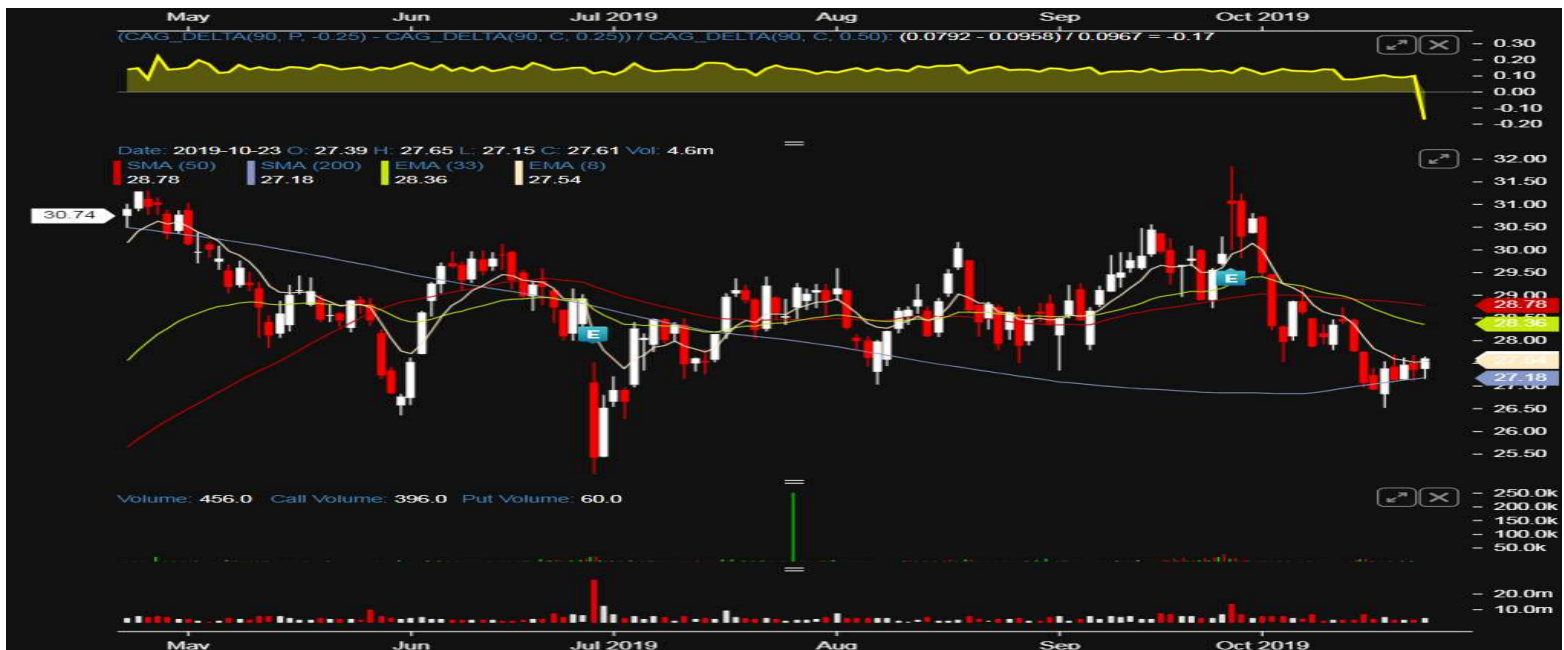 May Jun Jul 2019 Aug Sep Oct 2019
(CAG_DELTA(90, P, -0.25) - CAG_DELTA(90, C, 0.25)) / CAG_DELTA(90, C, 0.50): (0.0792 - 0.0958) / 0.0967 = -0.17
0.30
0.20
0.10
0.00
-0.10
-0.20
Date: 2019-10-23 O: 27.39 H: 27.65 L: 27.15 C: 27.61 Vol: 4.6m
SMA (50) SMA (200) EMA (33) EMA (8)
28.78 27.18 28.36 27.54
32.00
31.50
31.00
30.74
30.50
30.00
29.50
E
E
29.00
28.78
28.50
28.36
28.00
27.54
27.18
27.00
26.50
26.00
25.50
Volume: 456.0 Call Volume: 396.0 Put Volume: 60.0
250.0k
200.0k
150.0k
100.0k
50.0k
20.0m
10.0m
May Jun Jul 2019 Aug Sep Oct 2019